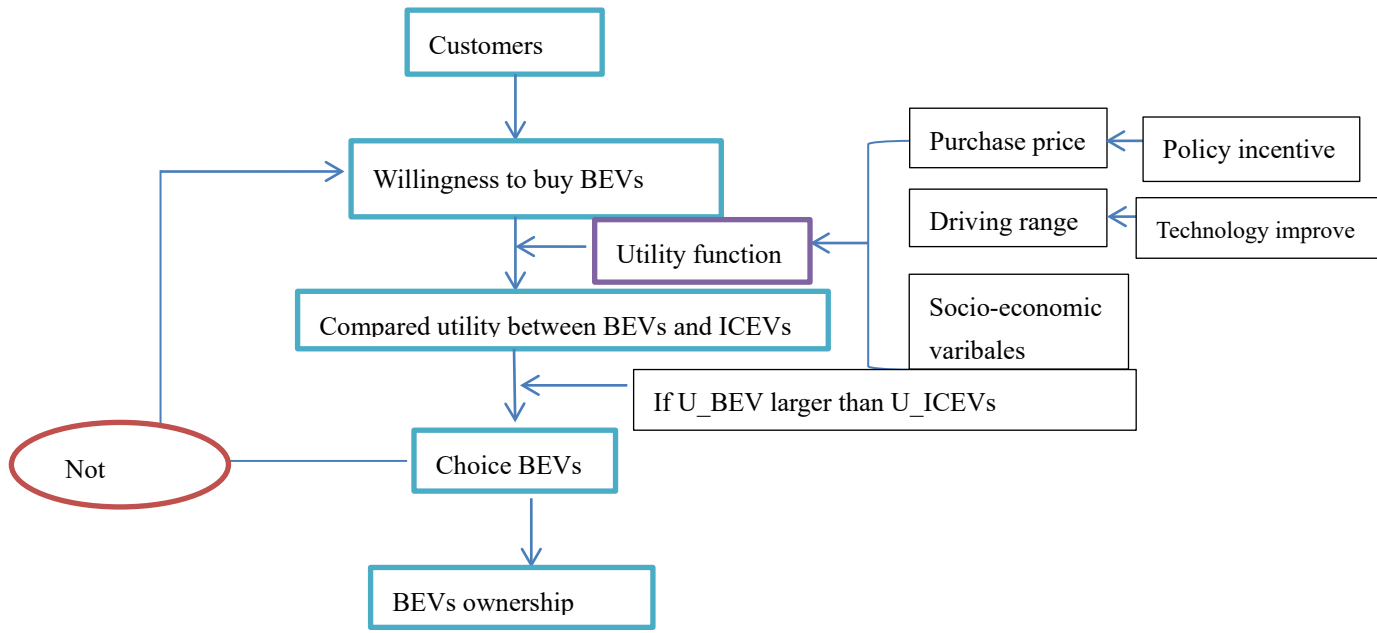 Customers
Willingness to buy BEVs
Purchase price
Policy incentive
Driving range
Technology improve
Utility function
Socio-economic
varibales
Compared utility between BEVs and ICEVs
If U_BEV larger than U_ICEVs
Choice BEVs
Not
BEVs ownership